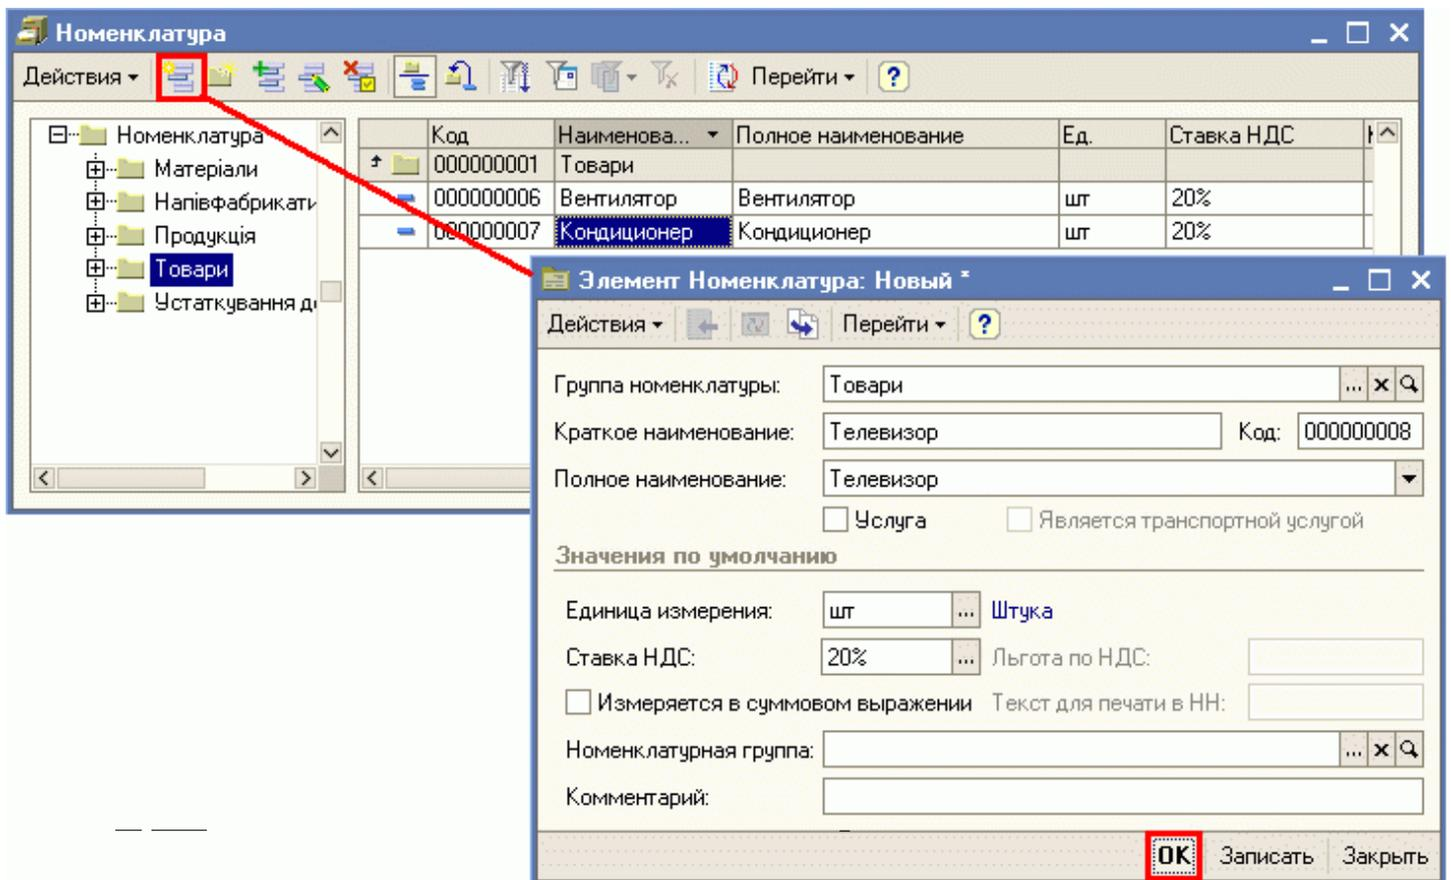 Номенклатура
Действия Перейти ?
Номенклатура
Матеріали
Напівфабрикати
Продукція
Товари
Устаткування д
Код Наименова... Полное наименование Ед. Ставка НДС
000000001 Товари
000000006 Вентилятор Вентилятор шт 20%
000000007 Кондиционер Кондиционер шт 20%
Элемент Номенклатура: Новый *
Действия Перейти ?
Группа номенклатуры: Товари ...
Краткое наименование: Телевизор Код: 000000008
Полное наименование: Телевизор
Услуга Является транспортной услугой
Значения по умолчанию
Единица измерения: шт ... Штука
Ставка НДС: 20% ... Льгота по НДС:
Измеряется в суммовом выражении Текст для печати в НН:
Номенклатурная группа: ...
Комментарий:
OK Записать Закрыть